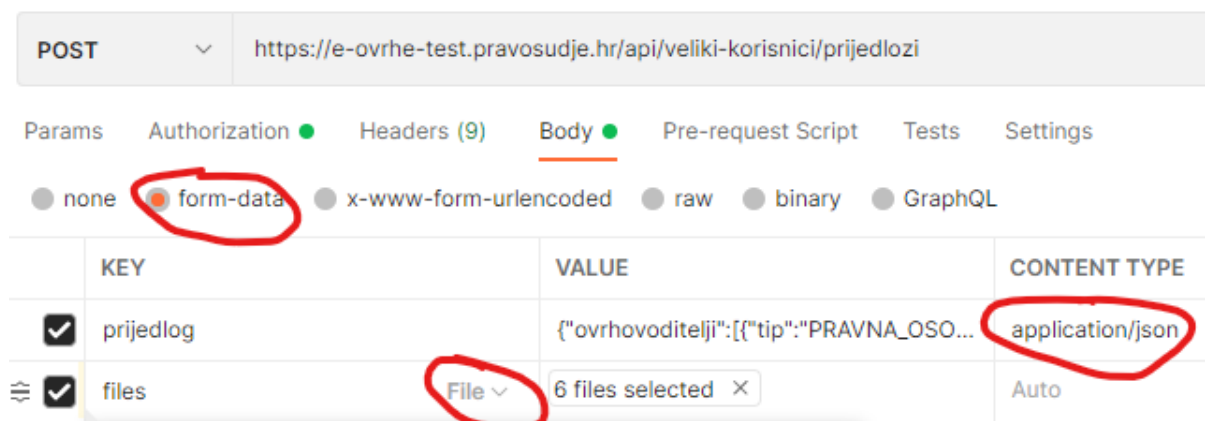 POST https://e-ovrhe-test.pravosudje.hr/api/veliki-korisnici/prijedlozi
Params Authorization Headers (9) Body Pre-request Script Tests Settings
none form-data x-www-form-urlencoded raw binary GraphQL
KEY VALUE CONTENT TYPE
prijedlog {"ovrhovoditelji":[{"tip":"PRAVNA_OSO... application/json
files File 6 files selected × Auto